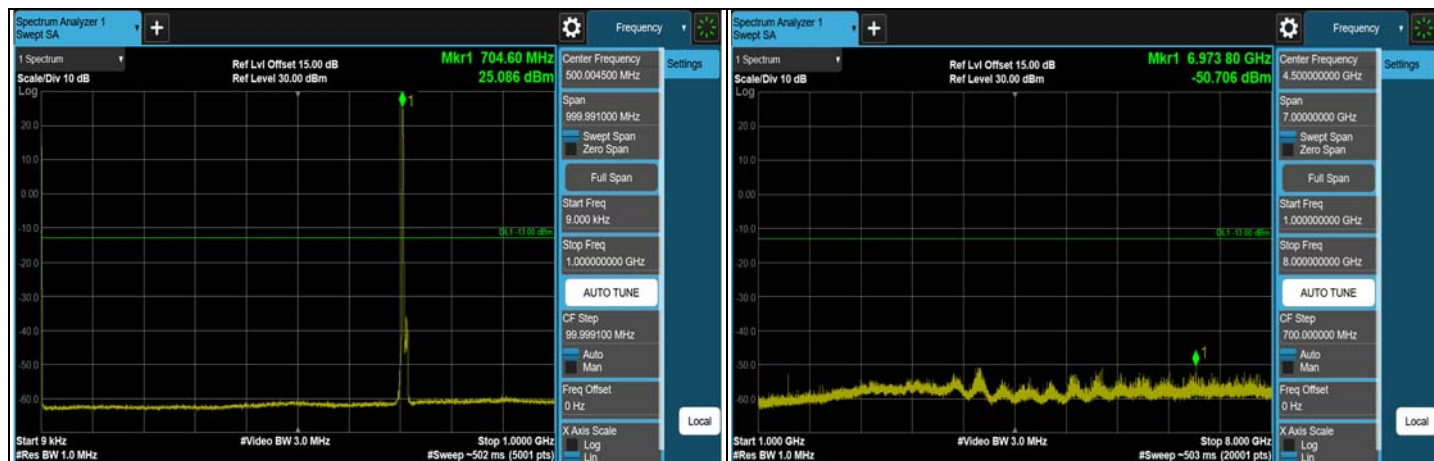 Spectrum Analyzer 1
Swept SA
+
Frequency
1 Spectrum
Scale/Div 10 dB
Ref Lvl Offset 15.00 dB
Ref Level 30.00 dBm
Mkr1 704.60 MHz
25.086 dBm
Log
1
20.0
10.0
0.00
-10.0
DL1 -13.00 dBm
-20.0
-30.0
-40.0
-50.0
-60.0
Start 9 kHz
#Video BW 3.0 MHz
Stop 1.0000 GHz
#Res BW 1.0 MHz
#Sweep ~502 ms (5001 pts)
Center Frequency
500.004500 MHz
Settings
Span
999.991000 MHz
Swept Span
Zero Span
Full Span
Start Freq
9.000 kHz
Stop Freq
1.000000000 GHz
AUTO TUNE
CF Step
99.999100 MHz
Auto
Man
Freq Offset
0 Hz
X Axis Scale
Log
Lin
Local
Spectrum Analyzer 1
Swept SA
+
Frequency
1 Spectrum
Scale/Div 10 dB
Ref Lvl Offset 15.00 dB
Ref Level 30.00 dBm
Mkr1 6.973 80 GHz
-50.706 dBm
Log
20.0
10.0
0.00
-10.0
DL1 -13.00 dBm
-20.0
-30.0
-40.0
1
-50.0
-60.0
Start 1.000 GHz
#Video BW 3.0 MHz
Stop 8.000 GHz
#Res BW 1.0 MHz
#Sweep ~503 ms (20001 pts)
Center Frequency
4.500000000 GHz
Settings
Span
7.00000000 GHz
Swept Span
Zero Span
Full Span
Start Freq
1.000000000 GHz
Stop Freq
8.000000000 GHz
AUTO TUNE
CF Step
700.000000 MHz
Auto
Man
Freq Offset
0 Hz
X Axis Scale
Log
Lin
Local